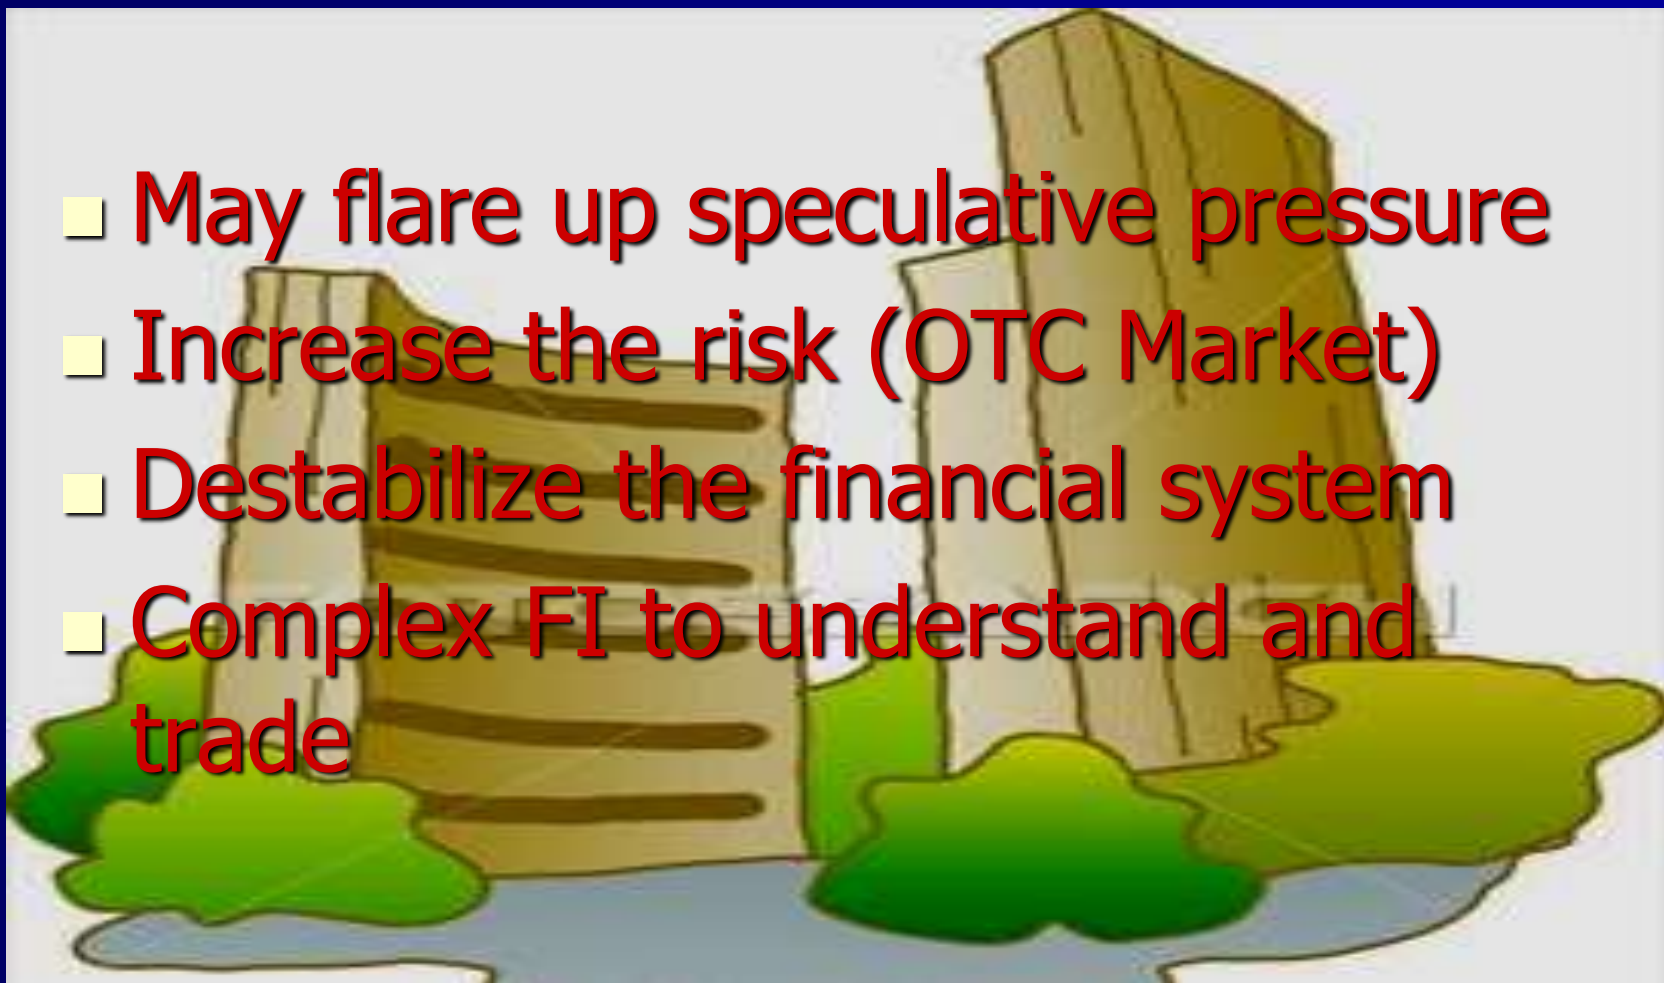 May flare up speculative pressure
Increase the risk (OTC Market)
Destabilize the financial system
Complex FI to understand and
trade